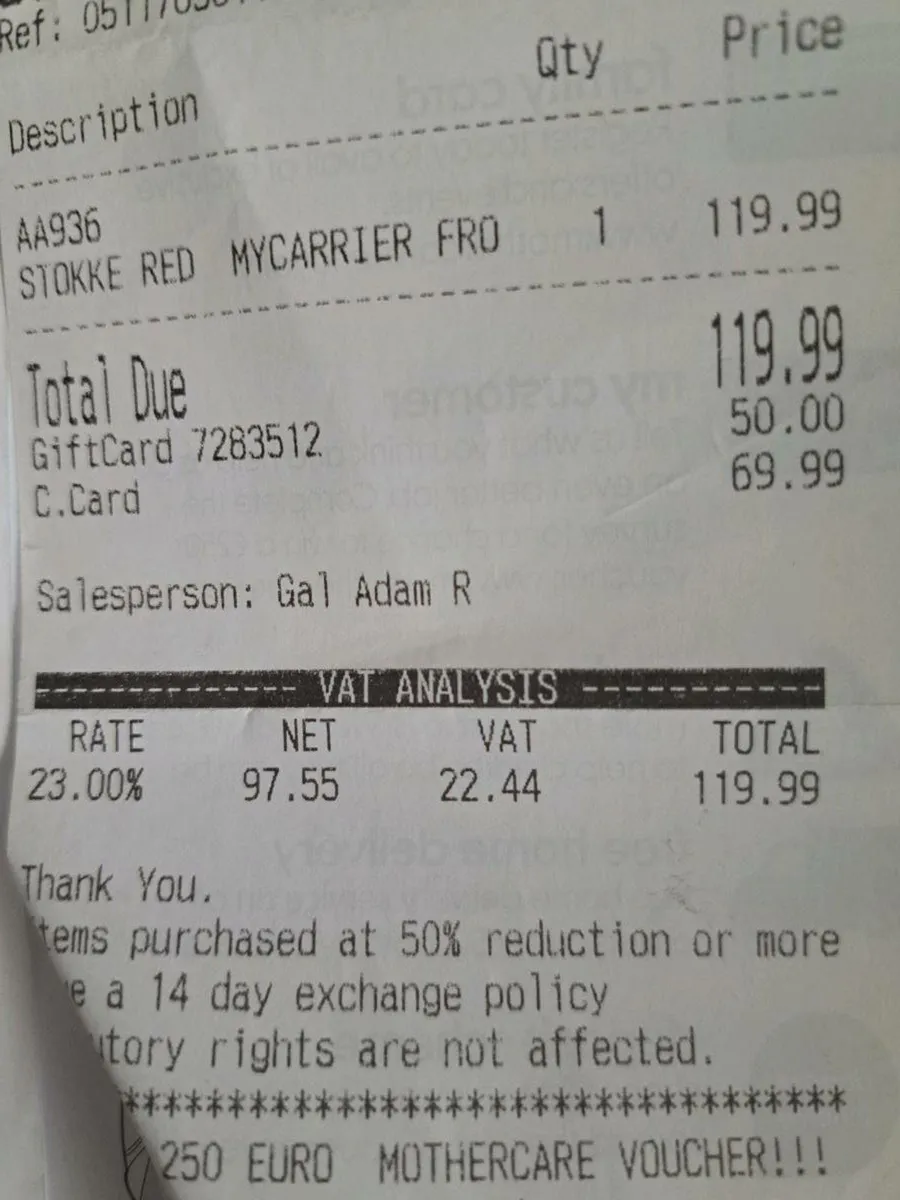 Ref:
Qty Price
Description
AA936
STOKKE RED MYCARRIER FRO 1 119.99
Total Due 119.99
GiftCard 7283512 50.00
C.Card 69.99
Salesperson: Gal Adam R
VAT ANALYSIS
RATE NET VAT TOTAL
23.00% 97.55 22.44 119.99
Thank You.
tems purchased at 50% reduction or more
e a 14 day exchange policy
utory rights are not affected.
***********************************
250 EURO MOTHERCARE VOUCHER!!!